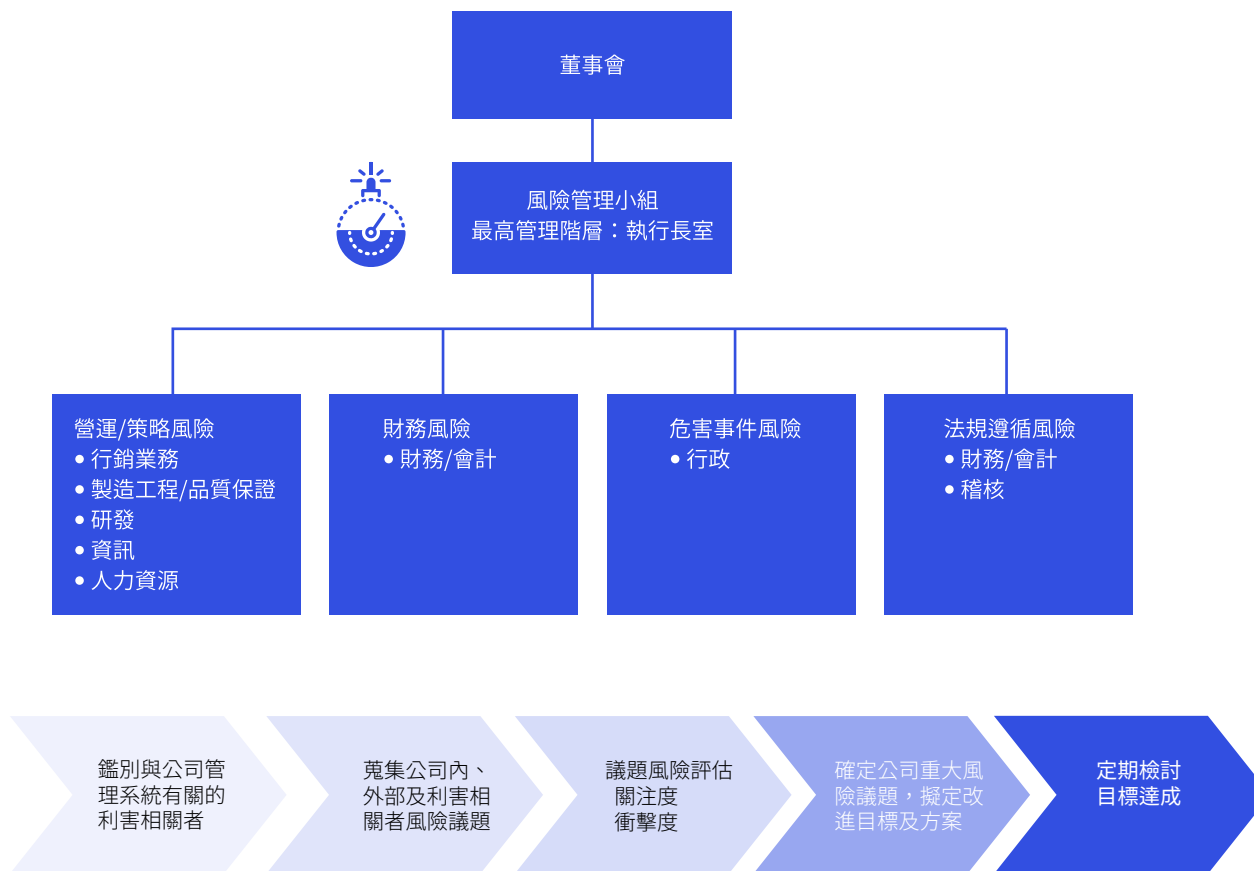 董事會
風險管理小組
最高管理階層：執行長室
營運/策略風險
• 行銷業務
• 製造工程/品質保證
• 研發
• 資訊
• 人力資源
財務風險
• 財務/會計
危害事件風險
• 行政
法規遵循風險
• 財務/會計
• 稽核
鑑別與公司管
理系統有關的
利害相關者
蒐集公司內、
外部及利害相
關者風險議題
議題風險評估
關注度
衝擊度
確定公司重大風
險議題，擬定改
進目標及方案
定期檢討
目標達成